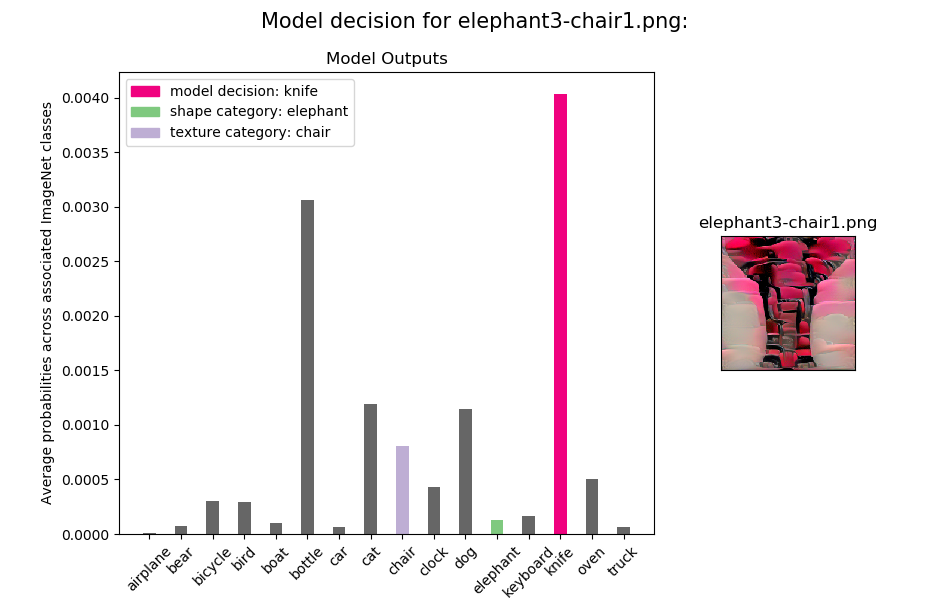 Model decision for elephant3-chair1.png:
Model Outputs
model decision: knife
shape category: elephant
texture category: chair
Average probabilities across associated ImageNet classes
0.0040
0.0035
0.0030
0.0025
0.0020
0.0015
0.0010
0.0005
0.0000
airplane
bear
bicycle
bird
boat
bottle
car
cat
chair
clock
dog
elephant
keyboard
knife
oven
truck
elephant3-chair1.png